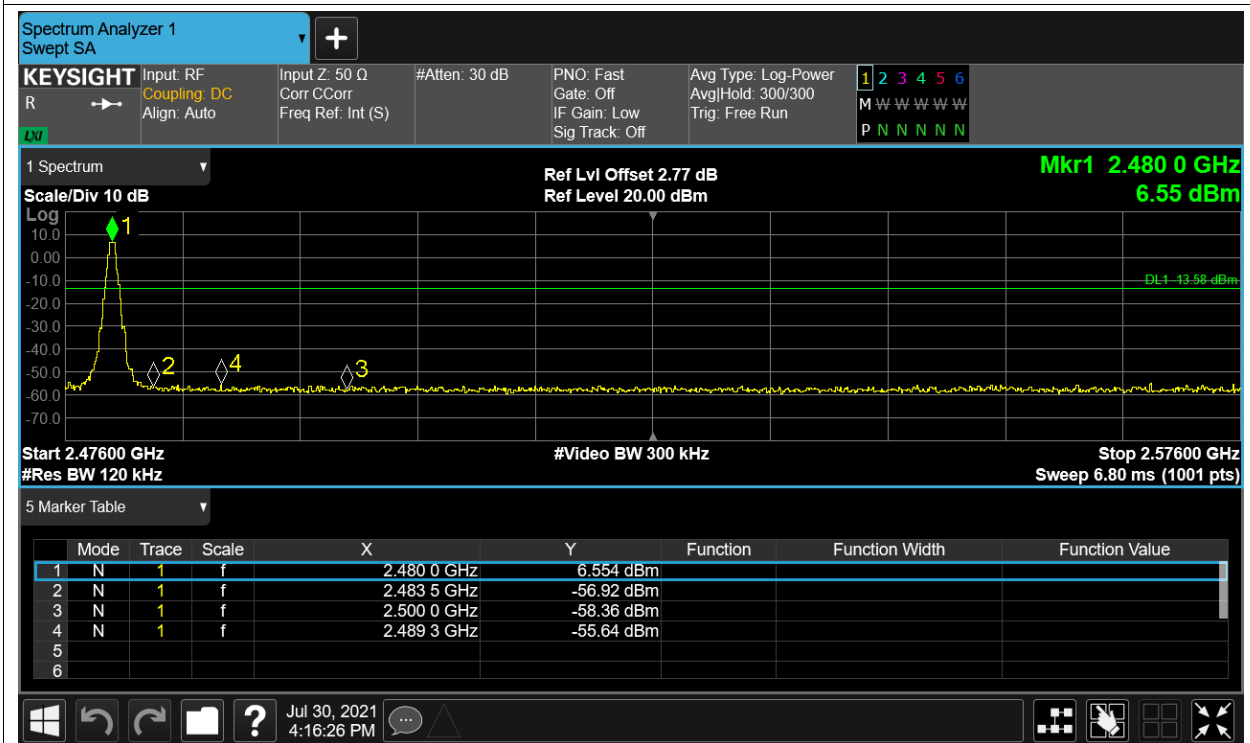 Spectrum Analyzer 1
Swept SA
+
KEYSIGHT Input: RF Input Z: 50 Ω #Atten: 30 dB PNO: Fast Avg Type: Log-Power 1 2 3 4 5 6
R Coupling: DC Corr CCorr Gate: Off Avg|Hold: 300/300 M W W W W W
Align: Auto Freq Ref: Int (S) IF Gain: Low Trig: Free Run
LXI Sig Track: Off P N N N N N
1 Spectrum Ref Lvl Offset 2.77 dB Mkr1 2.480 0 GHz
Scale/Div 10 dB Ref Level 20.00 dBm 6.55 dBm
Log
1
10.0
0.00
-10.0 DL1 -13.58 dBm
-20.0
-30.0
-40.0
2 4 3
-50.0
-60.0
-70.0
Start 2.47600 GHz #Video BW 300 kHz Stop 2.57600 GHz
#Res BW 120 kHz Sweep 6.80 ms (1001 pts)
5 Marker Table
Mode Trace Scale X Y Function Function Width Function Value
1 N 1 f 2.480 0 GHz 6.554 dBm
2 N 1 f 2.483 5 GHz -56.92 dBm
3 N 1 f 2.500 0 GHz -58.36 dBm
4 N 1 f 2.489 3 GHz -55.64 dBm
5
6
? Jul 30, 2021
4:16:26 PM